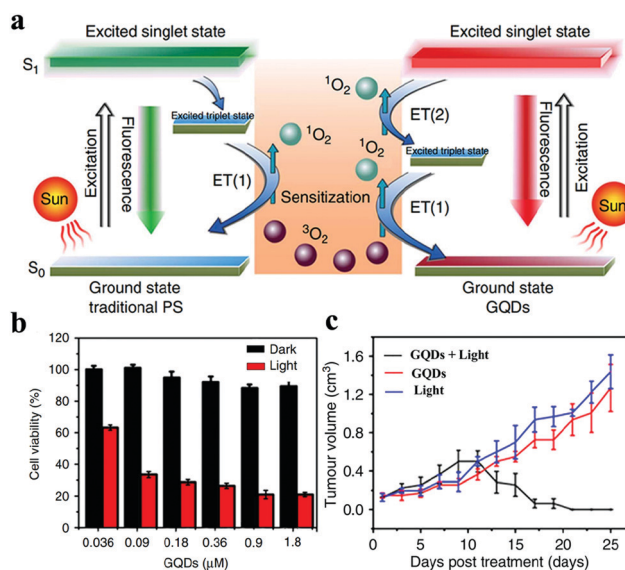 a
Excited singlet state
Excited singlet state
S1
Excited triplet state
Excitation
Fluorescence
Sun
ET(1)
1O2
Sensitization
3O2
1O2
ET(2)
1O2
Excited triplet state
ET(1)
Fluorescence
Excitation
Sun
S0
Ground state
traditional PS
Ground state
GQDs
b
Dark
Light
Cell viability (%)
120
100
80
60
40
20
0
0.036
0.09
0.18
0.36
0.9
1.8
GQDs (μM)
c
GQDs + Light
GQDs
Light
Tumour volume (cm3)
1.6
1.2
0.8
0.4
0.0
0
5
10
15
20
25
Days post treatment (days)